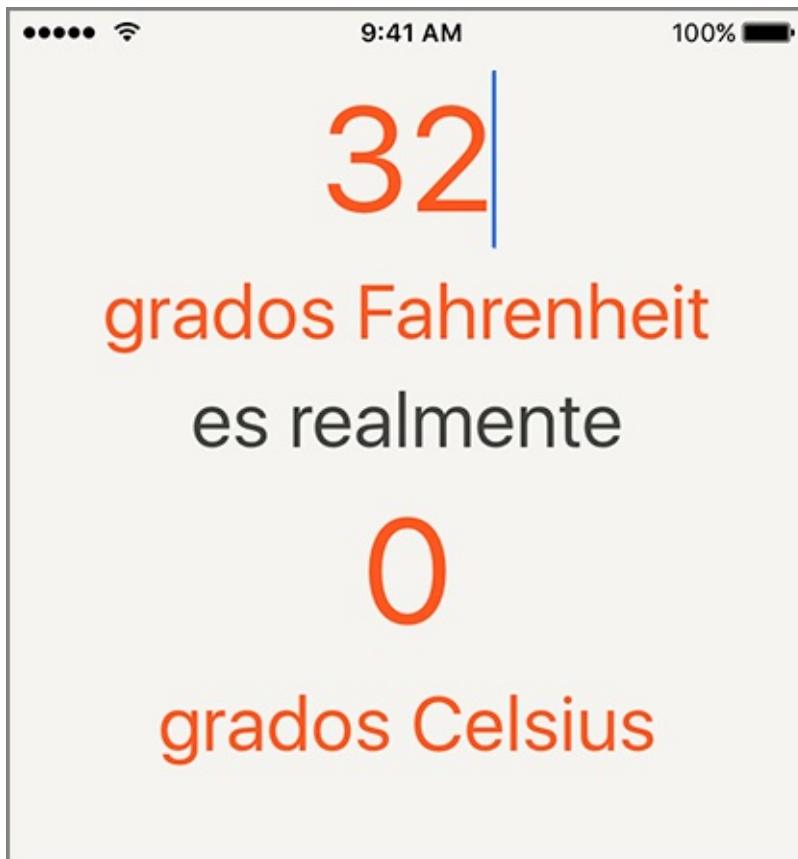 9:41 AM 100%
32
grados Fahrenheit
es realmente
0
grados Celsius